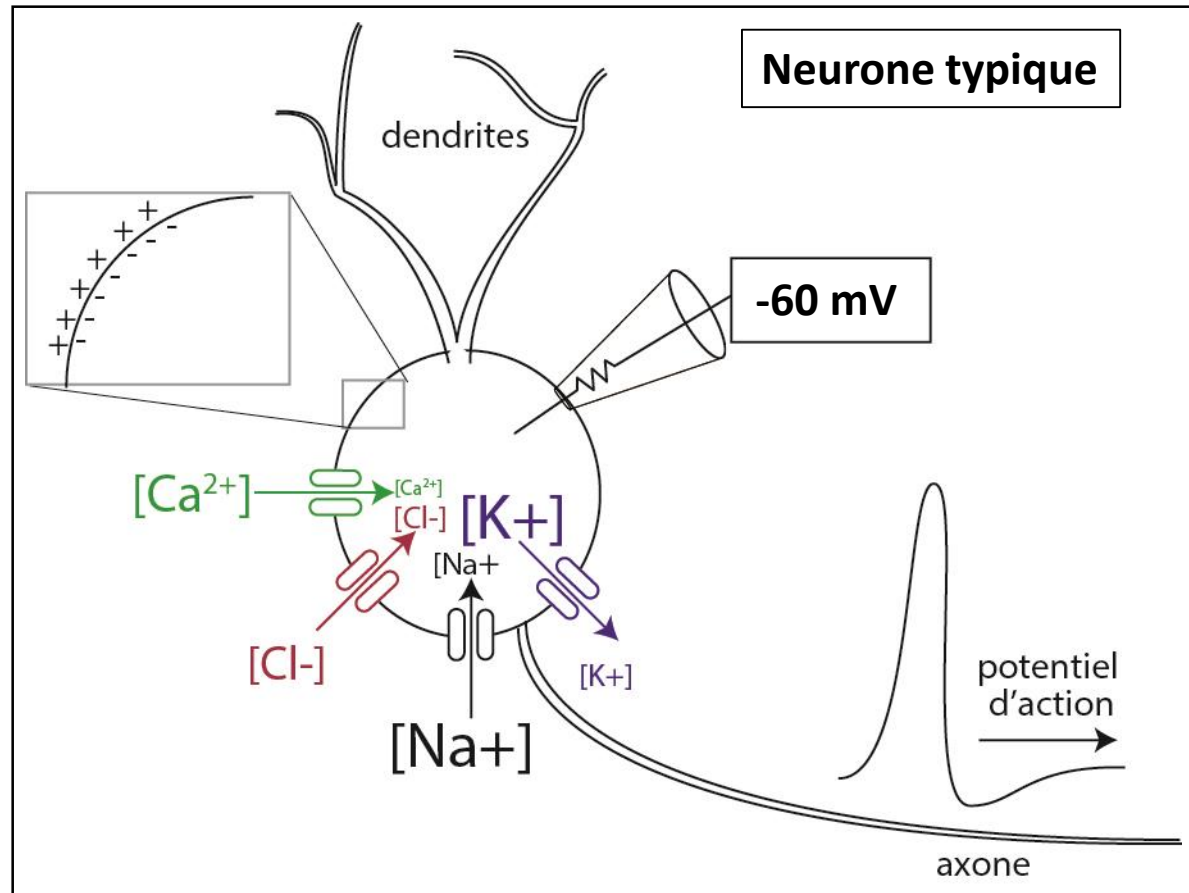 Neurone typique
dendrites
+ + + + + +
- - - - - - -
-60 mV
[Ca²⁺]
[Ca²⁺]
[Cl-]
[K+]
[Na+
[Cl-]
[K+]
[Na+]
potentiel
d'action
axone